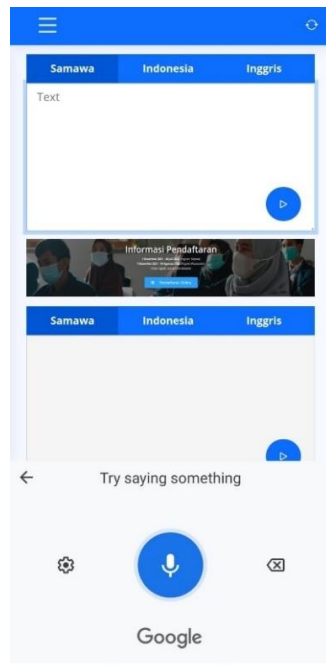 Samawa Indonesia Inggris
Text
Informasi Pendaftaran
Samawa Indonesia Inggris
Try saying something
Google